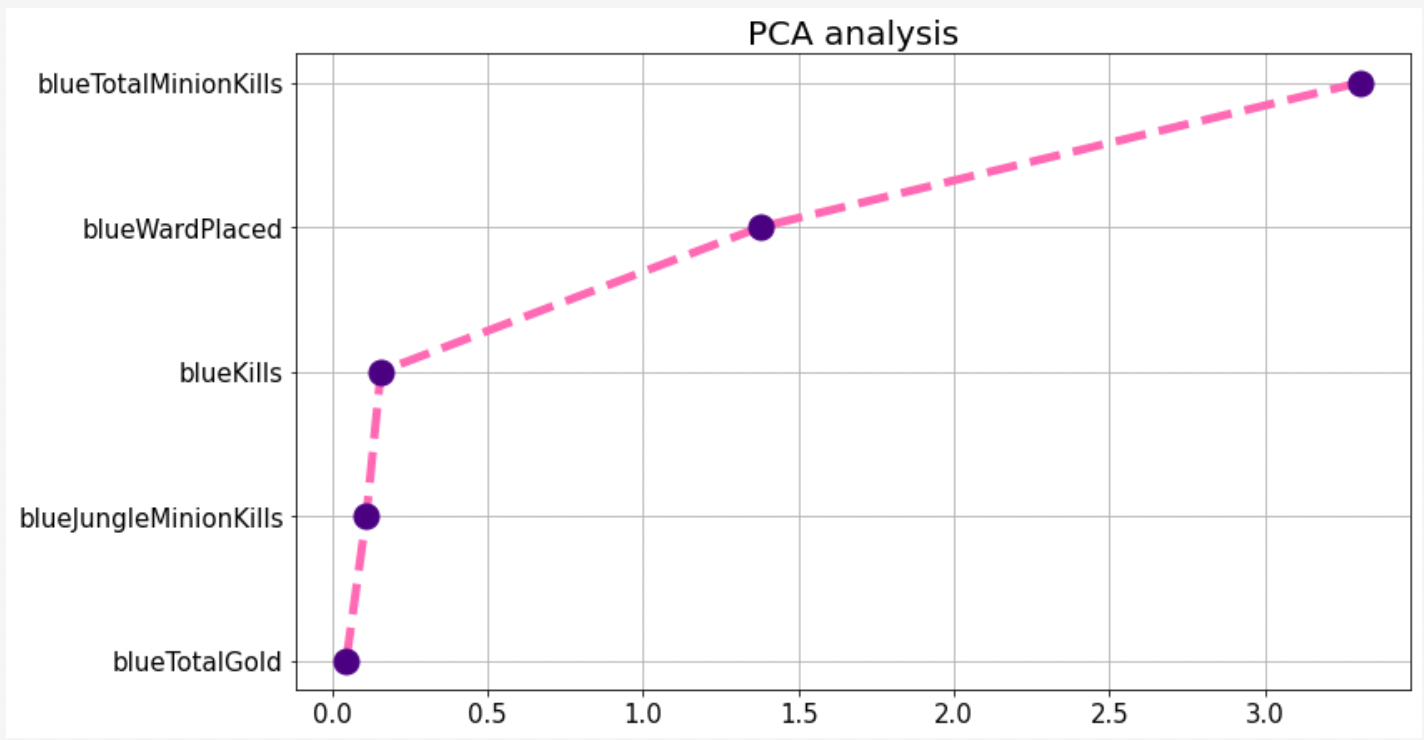 PCA analysis
blueTotalMinionKills
blueWardPlaced
blueKills
blueJungleMinionKills
blueTotalGold
0.0 0.5 1.0 1.5 2.0 2.5 3.0